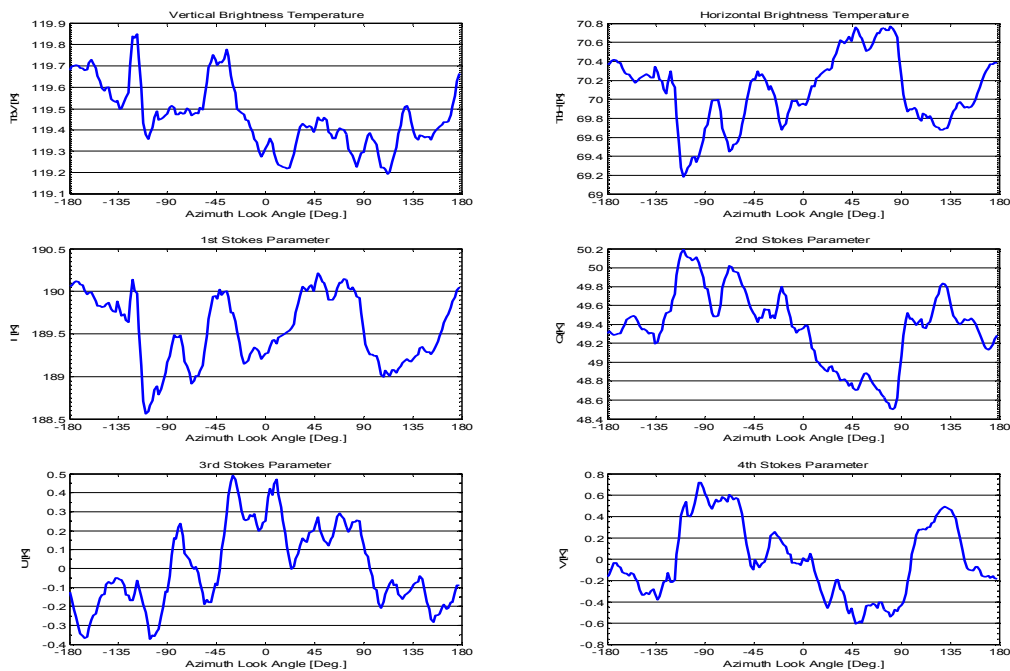 Vertical Brightness Temperature
119.9
119.8
119.7
119.6
119.5
119.4
119.3
119.2
119.1
TbV[K]
-180 -135 -90 -45 0 45 90 135 180
Azimuth Look Angle [Deg.]
Horizontal Brightness Temperature
70.8
70.6
70.4
70.2
70
69.8
69.6
69.4
69.2
69
TbH[K]
-180 -135 -90 -45 0 45 90 135 180
Azimuth Look Angle [Deg.]
1st Stokes Parameter
190.5
190
189.5
189
188.5
I [K]
-180 -135 -90 -45 0 45 90 135 180
Azimuth Look Angle [Deg.]
2nd Stokes Parameter
50.2
50
49.8
49.6
49.4
49.2
49
48.8
48.6
48.4
Q[K]
-180 -135 -90 -45 0 45 90 135 180
Azimuth Look Angle [Deg.]
3rd Stokes Parameter
0.5
0.4
0.3
0.2
0.1
0
-0.1
-0.2
-0.3
-0.4
U[K]
-180 -135 -90 -45 0 45 90 135 180
Azimuth Look Angle [Deg.]
4th Stokes Parameter
0.8
0.6
0.4
0.2
0
-0.2
-0.4
-0.6
-0.8
V[K]
-180 -135 -90 -45 0 45 90 135 180
Azimuth Look Angle [Deg.]